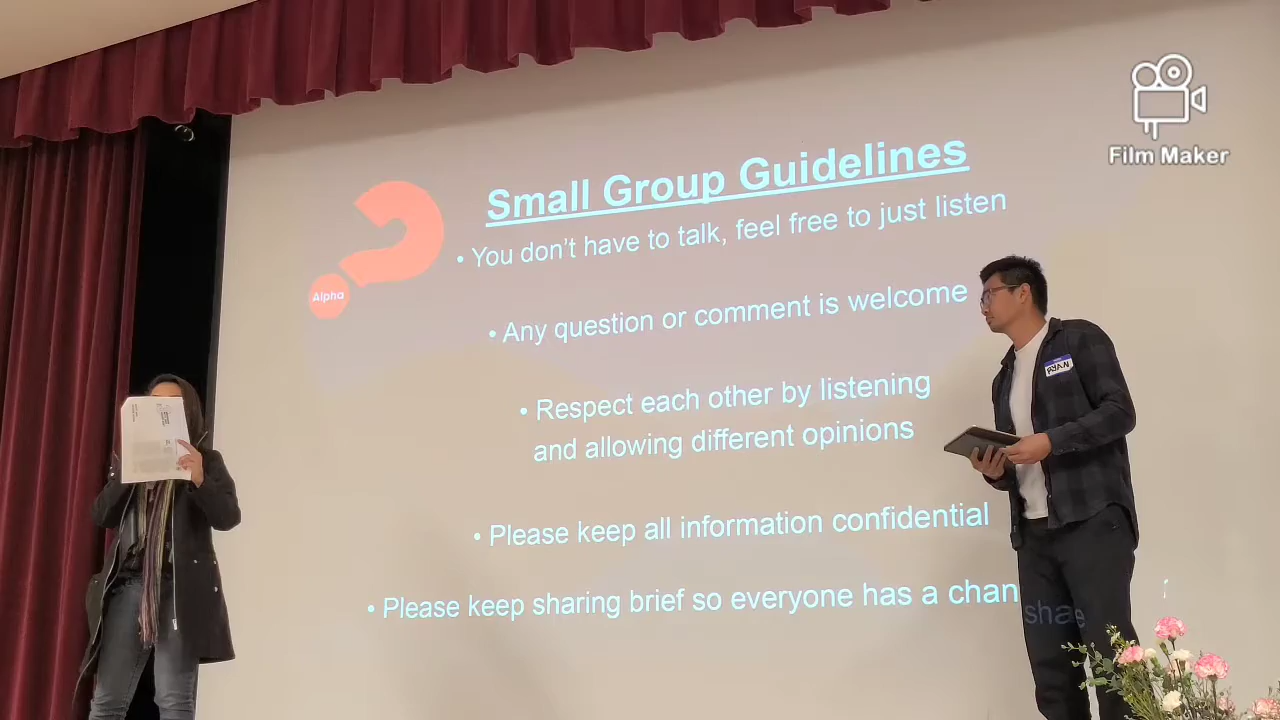 Film Maker
Small Group Guidelines
• You don't have to talk, feel free to just listen
Alpha
• Any question or comment is welcome
RYAN
• Respect each other by listening
and allowing different opinions
• Please keep all information confidential
• Please keep sharing brief so everyone has a chan
share